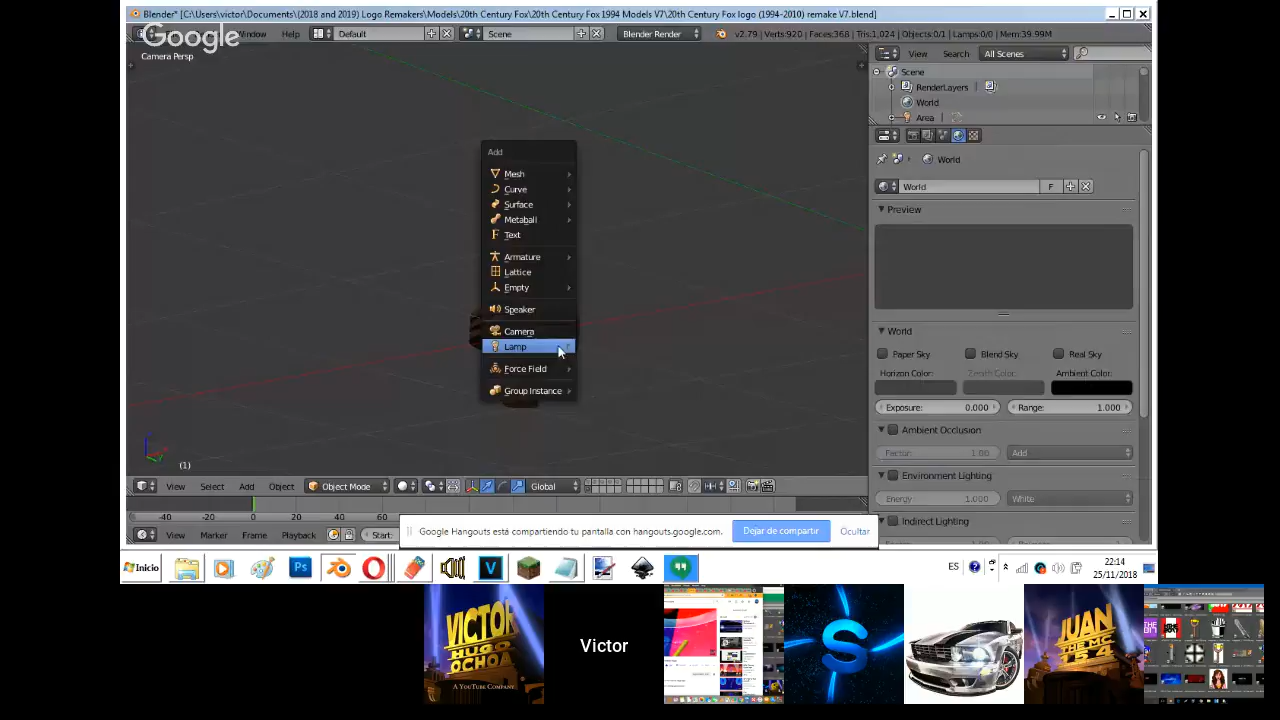 Blender* [C:\Users\victor\Documents\(2018 and 2019) Logo Remakers\Models\20th Century Fox\20th Century Fox 1994 Models V7\20th Century Fox logo (1994-2010) remake V7.blend]
Google
Window Help Default Scene Blender Render v2.79 | Verts:920 | Faces:368 | Tris:1,024 | Objects:0/1 | Lamps:0/0 | Mem:39.99M
Camera Persp
View Search All Scenes
Scene
RenderLayers
World
Area
World
World F
Preview
Add
Mesh
Curve
Surface
Metaball
Text
Armature
Lattice
Empty
Speaker
Camera
Lamp
Force Field
Group Instance
World
Paper Sky Blend Sky Real Sky
Horizon Color: Zenith Color: Ambient Color:
Exposure: 0.000 Range: 1.000
Ambient Occlusion
Factor: 1.00 Add
Environment Lighting
Energy: 1.000 White
Indirect Lighting
(1)
View Select Add Object Object Mode Global
-40 -20 0 20 40 60
View Marker Frame Playback Start:
Google Hangouts está compartiendo tu pantalla con hangouts.google.com. Dejar de compartir Ocultar
Inicio Ps V ES 22:14
25/11/2018
VICTOR
HUGO
OCHOA
A YOUTUBE COMPANY
Victor
S
JUAN